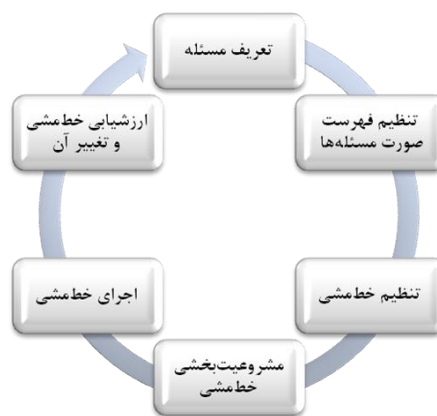 تعریف مسئله
تنظیم فهرست
صورت مسئله‌ها
تنظیم خط‌مشی
مشروعیت‌بخشی
خط‌مشی
اجرای خط‌مشی
ارزشیابی خط‌مشی
و تغییر آن